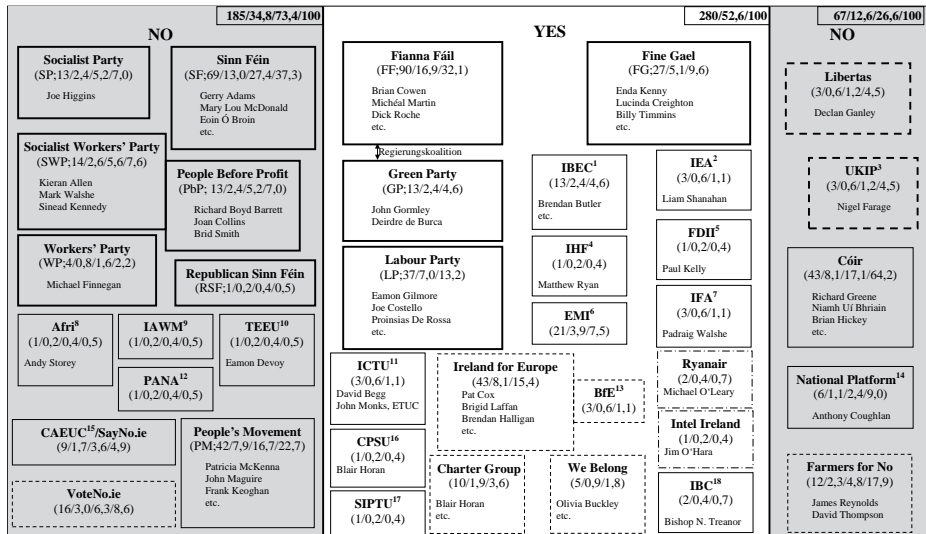 185/34,8/73,4/100
NO
Socialist Party
(SP;13/2,4/5,2/7,0)
Joe Higgins
Sinn Féin
(SF;69/13,0/27,4/37,3)
Gerry Adams
Mary Lou McDonald
Eoin Ó Broin
etc.
Socialist Workers’ Party
(SWP;14/2,6/5,6/7,6)
Kieran Allen
Mark Walshe
Sinead Kennedy
People Before Profit
(PbP; 13/2,4/5,2/7,0)
Richard Boyd Barrett
Joan Collins
Brid Smith
Workers’ Party
(WP;4/0,8/1,6/2,2)
Michael Finnegan
Republican Sinn Féin
(RSF;1/0,2/0,4/0,5)
Afri⁸
(1/0,2/0,4/0,5)
Andy Storey
IAWM⁹
(1/0,2/0,4/0,5)
TEEU¹⁰
(1/0,2/0,4/0,5)
Eamon Devoy
PANA¹²
(1/0,2/0,4/0,5)
CAEUC¹⁵/SayNo.ie
(9/1,7/3,6/4,9)
People’s Movement
(PM;42/7,9/16,7/22,7)
Patricia McKenna
John Maguire
Frank Keoghan
etc.
VoteNo.ie
(16/3,0/6,3/8,6)
280/52,6/100
YES
Fianna Fáil
(FF;90/16,9/32,1)
Brian Cowen
Micheál Martin
Dick Roche
etc.
Fine Gael
(FG;27/5,1/9,6)
Enda Kenny
Lucinda Creighton
Billy Timmins
etc.
Regierungskoalition
Green Party
(GP;13/2,4/4,6)
John Gormley
Deirdre de Burca
IBEC¹
(13/2,4/4,6)
Brendan Butler
etc.
IEA²
(3/0,6/1,1)
Liam Shanahan
Labour Party
(LP;37/7,0/13,2)
Eamon Gilmore
Joe Costello
Proinsias De Rossa
etc.
IHF⁴
(1/0,2/0,4)
Matthew Ryan
FDII⁵
(1/0,2/0,4)
Paul Kelly
EMI⁶
(21/3,9/7,5)
IFA⁷
(3/0,6/1,1)
Padraig Walshe
ICTU¹¹
(3/0,6/1,1)
David Begg
John Monks, ETUC
Ireland for Europe
(43/8,1/15,4)
Pat Cox
Brigid Laffan
Brendan Halligan
etc.
BfE¹³
(3/0,6/1,1)
Ryanair
(2/0,4/0,7)
Michael O’Leary
Intel Ireland
(1/0,2/0,4)
Jim O‘Hara
CPSU¹⁶
(1/0,2/0,4)
Blair Horan
Charter Group
(10/1,9/3,6)
Blair Horan
etc.
We Belong
(5/0,9/1,8)
Olivia Buckley
etc.
IBC¹⁸
(2/0,4/0,7)
Bishop N. Treanor
SIPTU¹⁷
(1/0,2/0,4)
67/12,6/26,6/100
NO
Libertas
(3/0,6/1,2/4,5)
Declan Ganley
UKIP³
(3/0,6/1,2/4,5)
Nigel Farage
Cóir
(43/8,1/17,1/64,2)
Richard Greene
Niamh Uí Bhriain
Brian Hickey
etc.
National Platform¹⁴
(6/1,1/2,4/9,0)
Anthony Coughlan
Farmers for No
(12/2,3/4,8/17,9)
James Reynolds
David Thompson